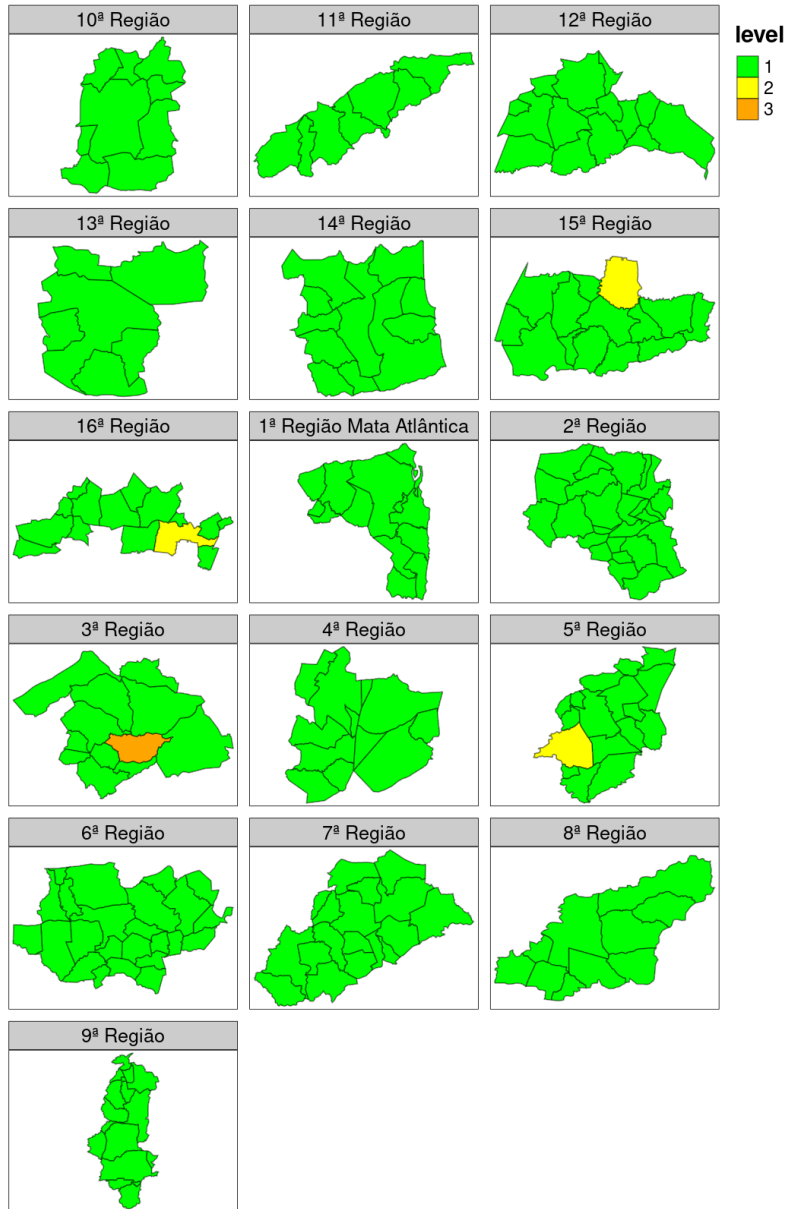 10ª Região
11ª Região
12ª Região
level
1
2
3
13ª Região
14ª Região
15ª Região
16ª Região
1ª Região Mata Atlântica
2ª Região
3ª Região
4ª Região
5ª Região
6ª Região
7ª Região
8ª Região
9ª Região